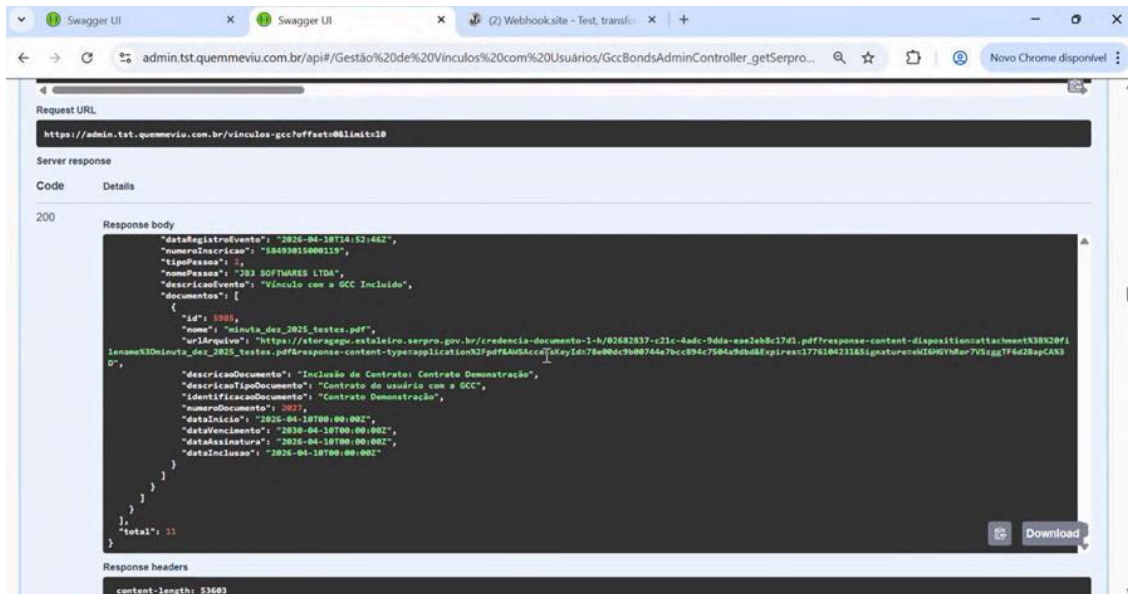 Swagger UI
Swagger UI
(2) Webhook.site - Test, transfo
admin.tst.quemmeviu.com.br/api#/Gestão%20de%20Vínculos%20com%20Usuários/GccBondsAdminController_getSerpro...
Novo Chrome disponível
Request URL
https://admin.tst.quemmeviu.com.br/vinculos-gcc?offset=0&limit=10
Server response
Code Details
200
Response body
"dataRegistroEvento": "2026-04-10T14:52:46Z",
"numeroInscricao": "58493015000119",
"tipoPessoa": 2,
"nomePessoa": "J83 SOFTWARES LTDA",
"descricaoEvento": "Vínculo com a GCC Incluido",
"documentos": [
{
"id": 5985,
"nome": "minuta_dez_2025_testes.pdf",
"urlArquivo": "https://storagegw.estaleiro.serpro.gov.br/credencia-documento-1-h/02682837-c21c-4adc-9dda-eae2eb8c17d1.pdf?response-content-disposition=attachment%3B%20fi
lename%3Dminuta_dez_2025_testes.pdf&response-content-type=application%2Fpdf&AWSAccessKeyId=78e00dc9b00744e7bcc894c7504a9dbd&Expires=1776104231&Signature=
D",
"descricaoDocumento": "Inclusão de Contrato: Contrato Demonstração",
"descricaoTipoDocumento": "Contrato do usuário com a GCC",
"identificacaoDocumento": "Contrato Demonstração",
"numeroDocumento": 2027,
"dataInicio": "2026-04-10T00:00:00Z",
"dataVencimento": "2030-04-10T00:00:00Z",
"dataAssinatura": "2026-04-10T00:00:00Z",
"dataInclusao": "2026-04-10T00:00:00Z"
}
]
}
]
}
],
"total": 11
}
Download
Response headers
content-length: 53603